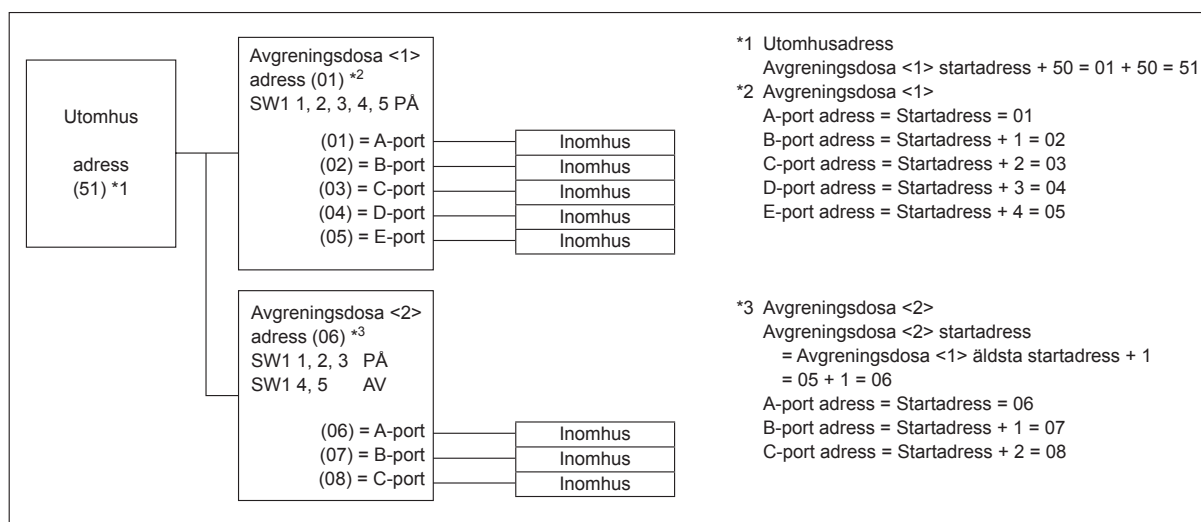 Utomhus
adress
(51) *1
Avgreningsdosa <1>
adress (01) *2
SW1 1, 2, 3, 4, 5 PÅ
(01) = A-port
(02) = B-port
(03) = C-port
(04) = D-port
(05) = E-port
Inomhus
Inomhus
Inomhus
Inomhus
Inomhus
Avgreningsdosa <2>
adress (06) *3
SW1 1, 2, 3 PÅ
SW1 4, 5 AV
(06) = A-port
(07) = B-port
(08) = C-port
Inomhus
Inomhus
Inomhus
*1 Utomhusadress
Avgreningsdosa <1> startadress + 50 = 01 + 50 = 51
*2 Avgreningsdosa <1>
A-port adress = Startadress = 01
B-port adress = Startadress + 1 = 02
C-port adress = Startadress + 2 = 03
D-port adress = Startadress + 3 = 04
E-port adress = Startadress + 4 = 05
*3 Avgreningsdosa <2>
Avgreningsdosa <2> startadress
= Avgreningsdosa <1> äldsta startadress + 1
= 05 + 1 = 06
A-port adress = Startadress = 06
B-port adress = Startadress + 1 = 07
C-port adress = Startadress + 2 = 08